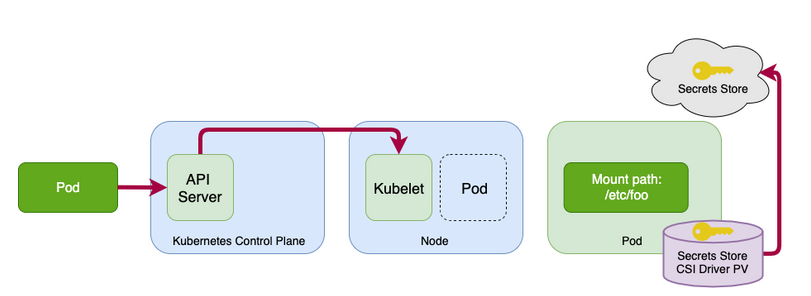 Secrets Store
Pod
API
Server
Kubernetes Control Plane
Kubelet
Pod
Node
Mount path:
/etc/foo
Pod
Secrets Store
CSI Driver PV